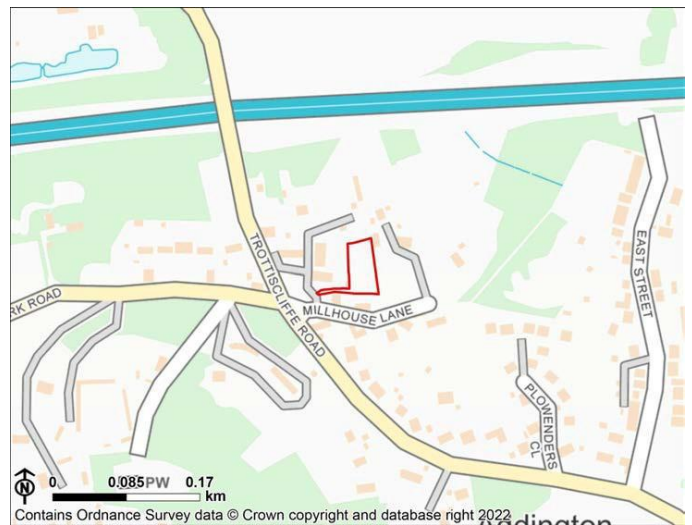 TROTTISCLIFFE ROAD
EAST STREET
RK ROAD
MILLHOUSE LANE
PLOWENDERS CL
N
0 0.085 0.17
PW
km
Contains Ordnance Survey data © Crown copyright and database right 2022
Addington